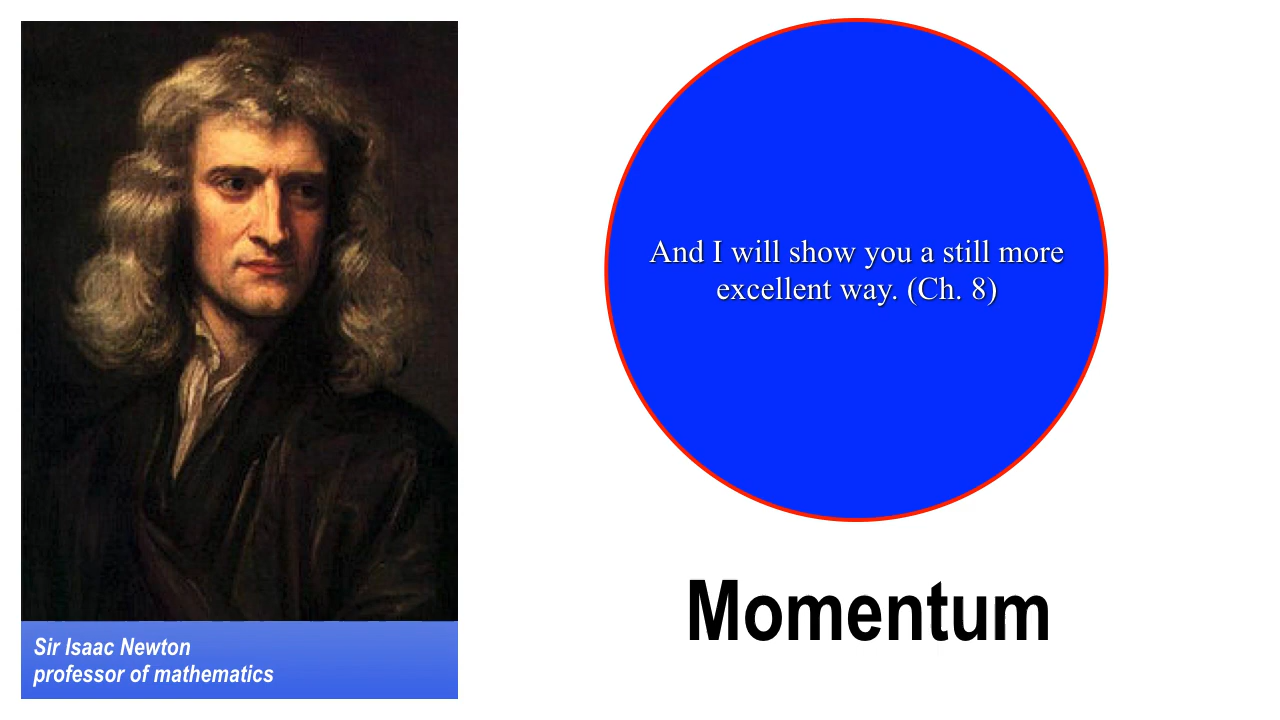 And I will show you a still more
excellent way. (Ch. 8)
Momentum
Sir Isaac Newton
professor of mathematics